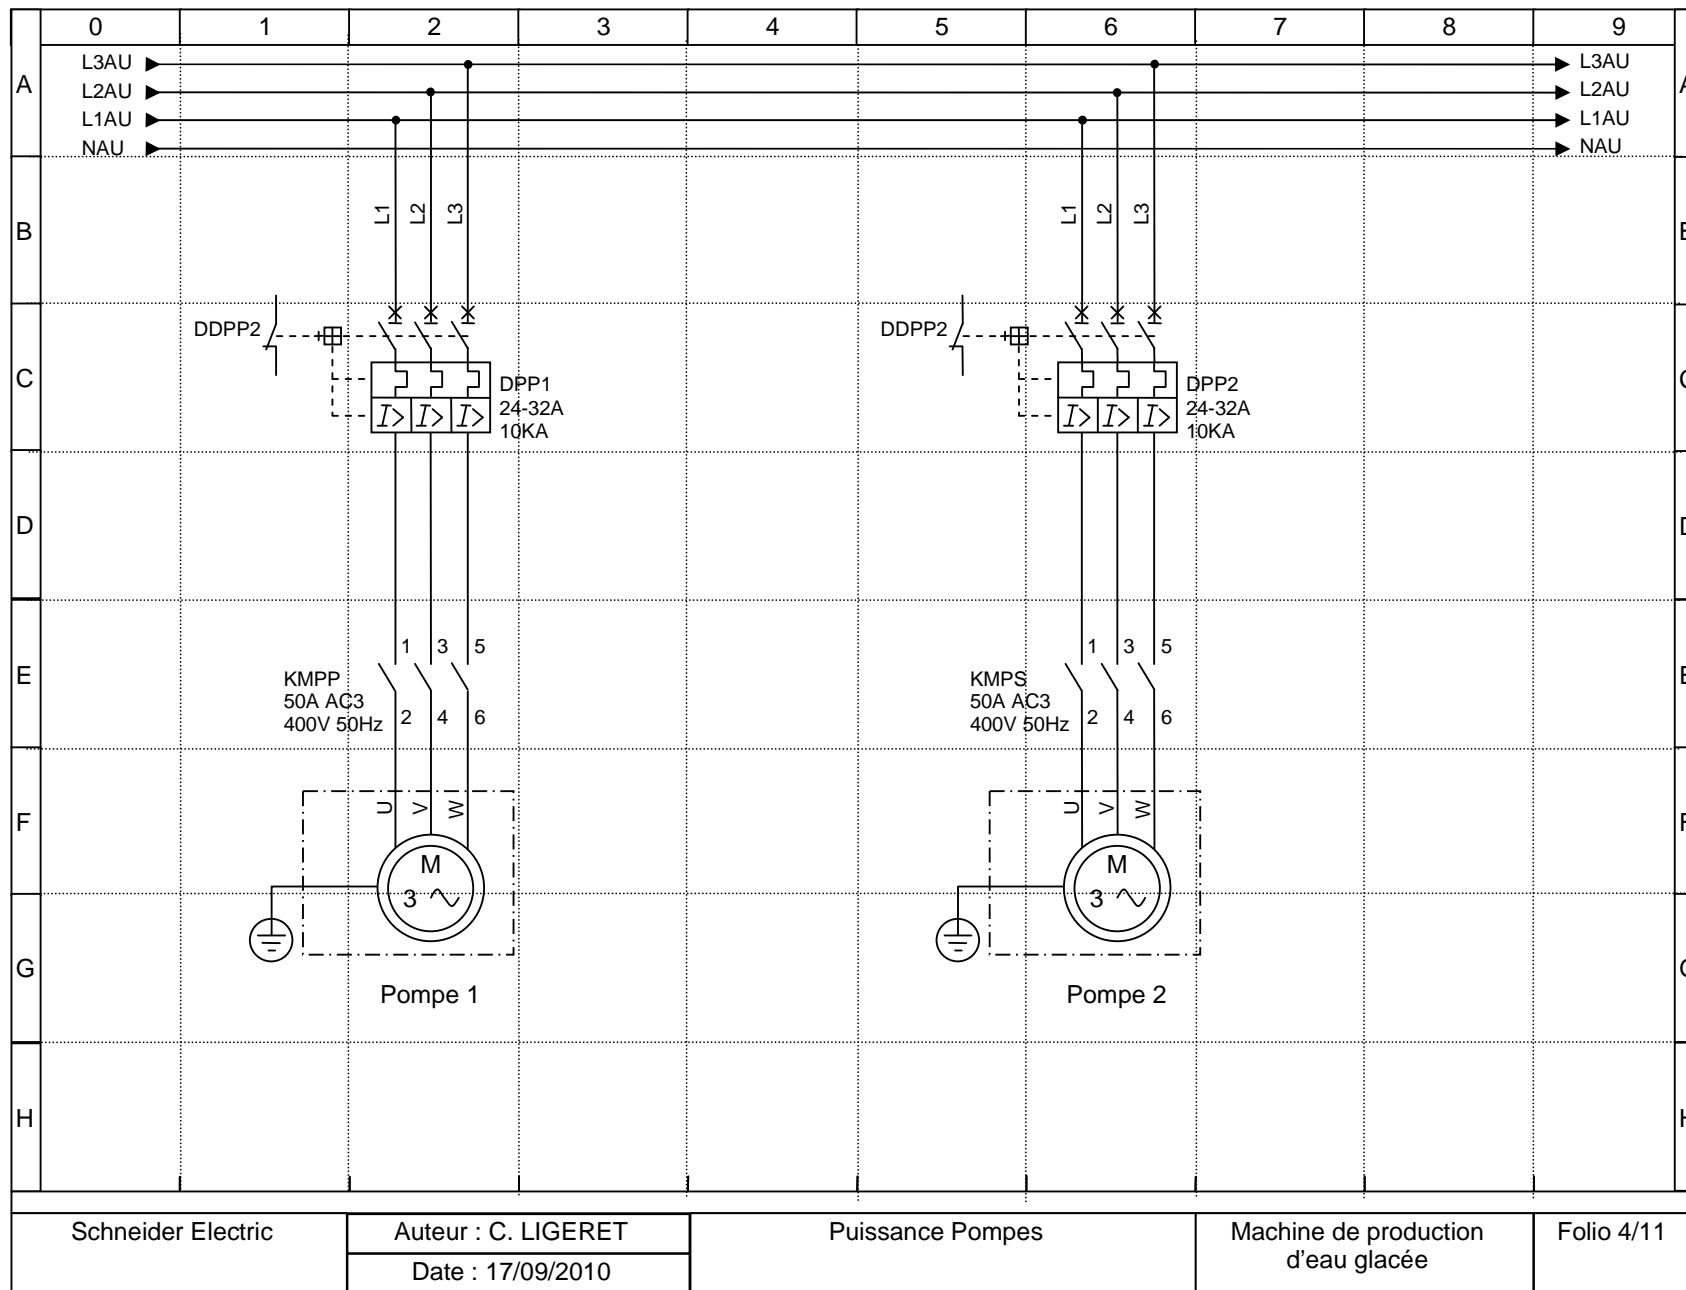 0 1 2 3 4 5 6 7 8 9
A
L3AU
L2AU
L1AU
NAU
L3AU
L2AU
L1AU
NAU
A
B
L1 L2 L3
L1 L2 L3
C
DDPP2
DPP1
24-32A
10KA
I> I> I>
DDPP2
DPP2
24-32A
10KA
I> I> I>
D
E
KMPP
50A AC3
400V 50Hz
1 3 5
2 4 6
KMPS
50A AC3
400V 50Hz
1 3 5
2 4 6
F
U V W
M
3
U V W
M
3
G
Pompe 1
Pompe 2
H
Schneider Electric
Auteur : C. LIGERET
Date : 17/09/2010
Puissance Pompes
Machine de production
d'eau glacée
Folio 4/11